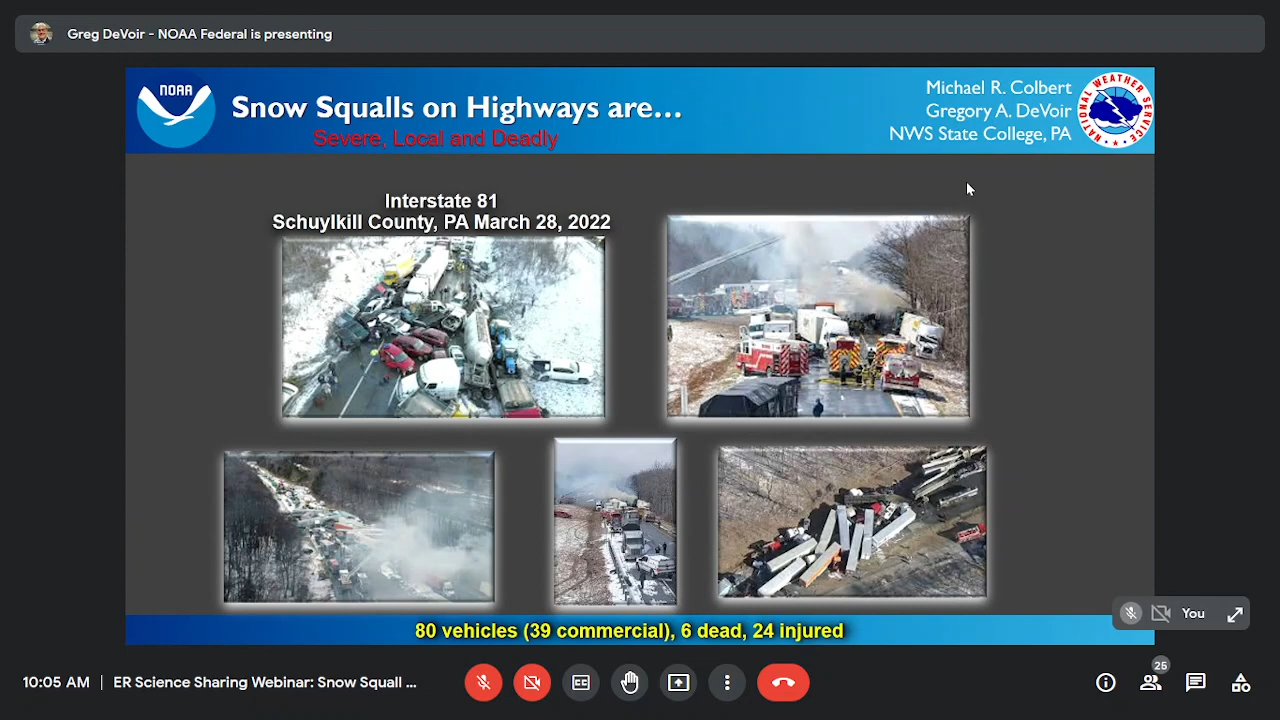 Greg DeVoir - NOAA Federal is presenting
NOAA
Snow Squalls on Highways are...
Severe, Local and Deadly
Michael R. Colbert
Gregory A. DeVoir
NWS State College, PA
NATIONAL WEATHER SERVICE
Interstate 81
Schuylkill County, PA March 28, 2022
80 vehicles (39 commercial), 6 dead, 24 injured
You
10:05 AM | ER Science Sharing Webinar: Snow Squall ...
CC
25